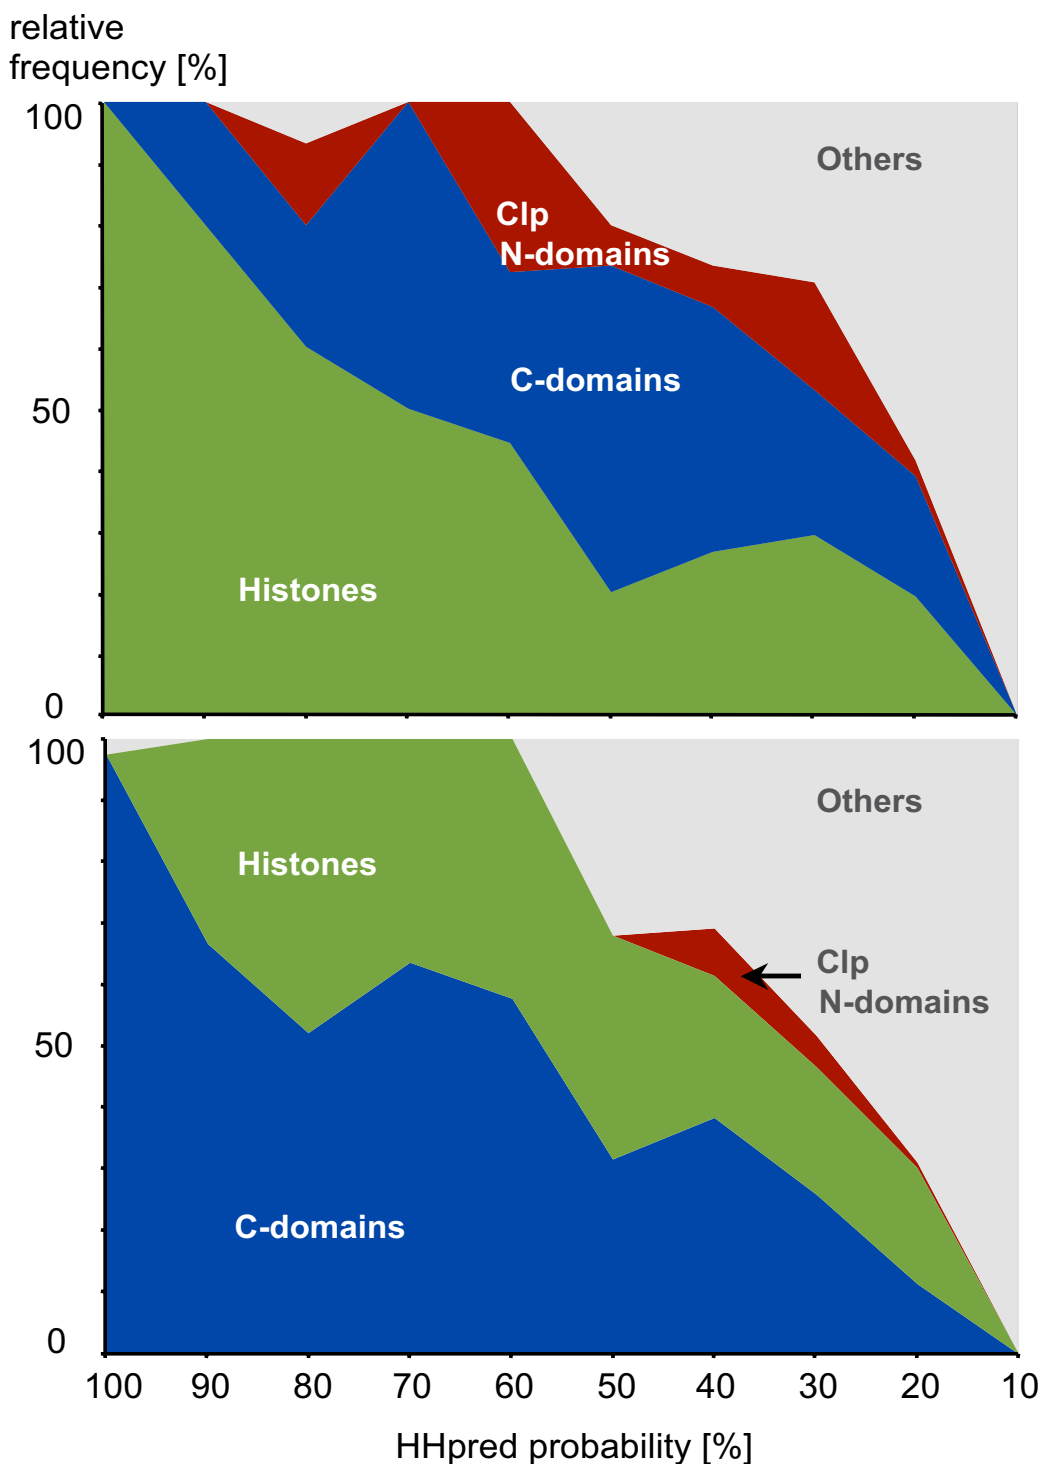 relative
frequency [%]
100
Others
Clp
N-domains
C-domains
50
Histones
0
100
Others
Histones
Clp
N-domains
50
C-domains
0
100 90 80 70 60 50 40 30 20 10
HHpred probability [%]